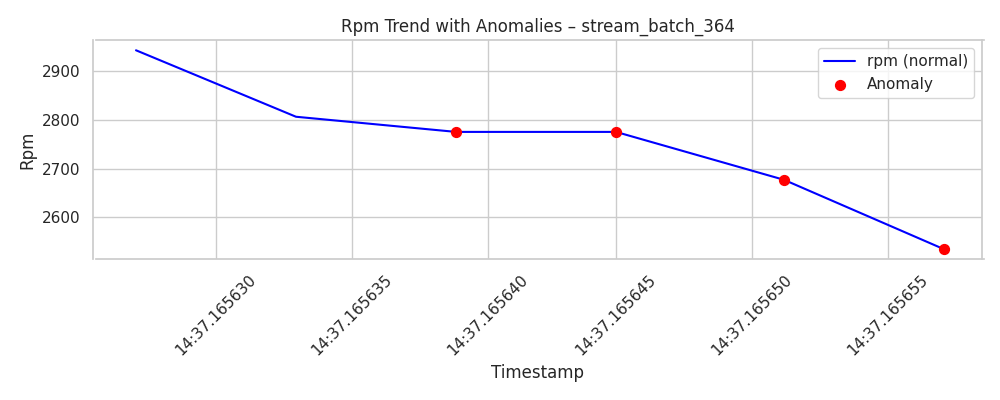 Rpm Trend with Anomalies – stream_batch_364
rpm (normal)
Anomaly
Rpm
2900
2800
2700
2600
14:37.165630
14:37.165635
14:37.165640
14:37.165645
14:37.165650
14:37.165655
Timestamp